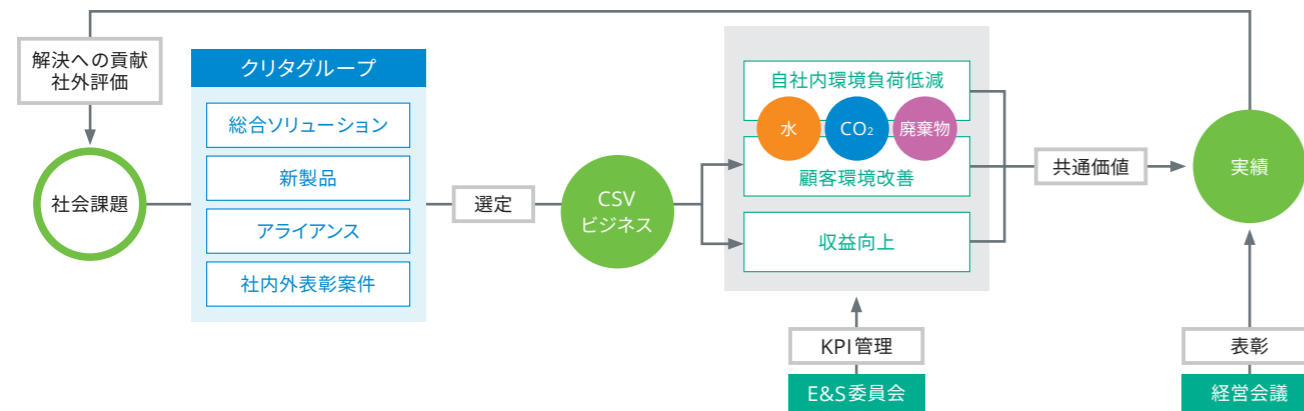 解決への貢献
社外評価
社会課題
クリタグループ
総合ソリューション
新製品
アライアンス
社内外表彰案件
選定
CSV
ビジネス
自社内環境負荷低減
水
CO₂
廃棄物
顧客環境改善
収益向上
KPI管理
E&S委員会
共通価値
実績
表彰
経営会議